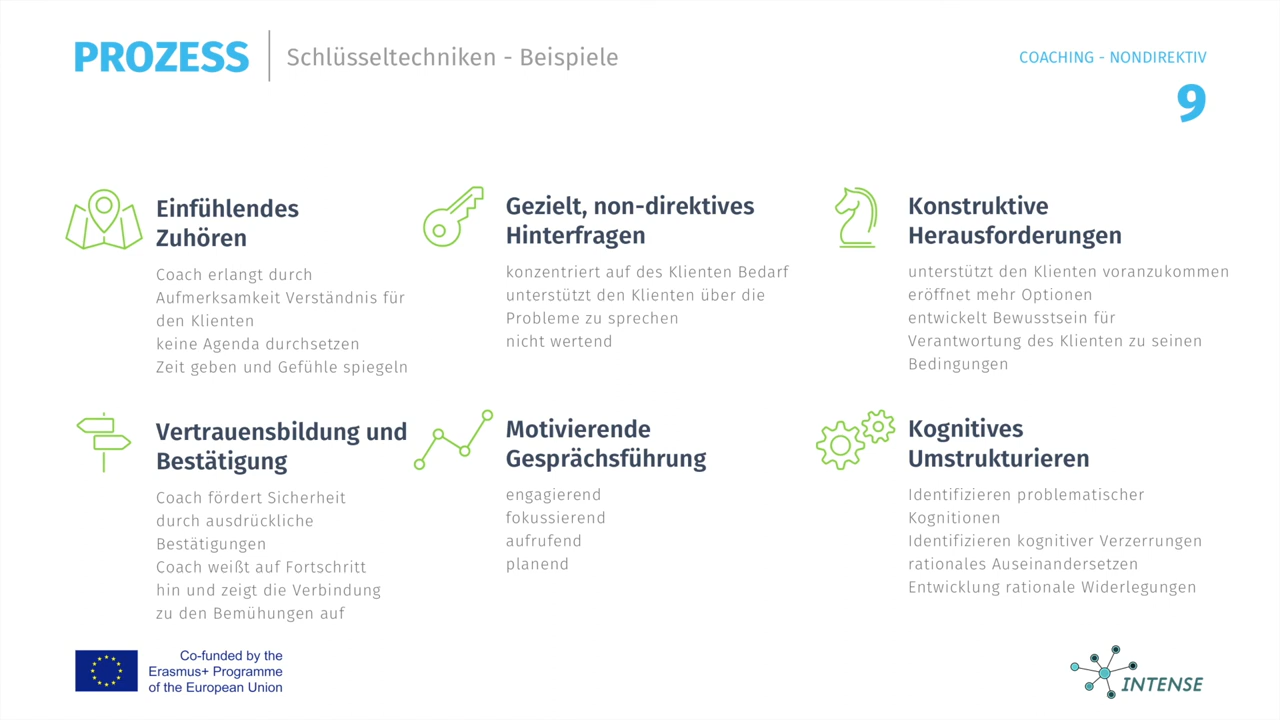 PROZESS
Schlüsseltechniken - Beispiele
COACHING - NONDIREKTIV
9
Einfühlendes
Zuhören
Coach erlangt durch
Aufmerksamkeit Verständnis für
den Klienten
keine Agenda durchsetzen
Zeit geben und Gefühle spiegeln
Gezielt, non-direktives
Hinterfragen
konzentriert auf des Klienten Bedarf
unterstützt den Klienten über die
Probleme zu sprechen
nicht wertend
Konstruktive
Herausforderungen
unterstützt den Klienten voranzukommen
eröffnet mehr Optionen
entwickelt Bewusstsein für
Verantwortung des Klienten zu seinen
Bedingungen
Vertrauensbildung und
Bestätigung
Coach fördert Sicherheit
durch ausdrückliche
Bestätigungen
Coach weißt auf Fortschritt
hin und zeigt die Verbindung
zu den Bemühungen auf
Motivierende
Gesprächsführung
engagierend
fokussierend
aufrufend
planend
Kognitives
Umstrukturieren
Identifizieren problematischer
Kognitionen
Identifizieren kognitiver Verzerrungen
rationales Auseinandersetzen
Entwicklung rationale Widerlegungen
Co-funded by the
Erasmus+ Programme
of the European Union
INTENSE